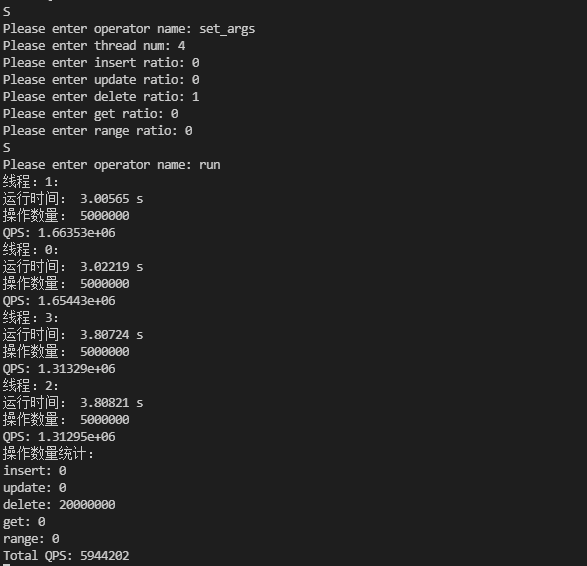 S
Please enter operator name: set_args
Please enter thread num: 4
Please enter insert ratio: 0
Please enter update ratio: 0
Please enter delete ratio: 1
Please enter get ratio: 0
Please enter range ratio: 0
S
Please enter operator name: run
线程：1：
运行时间： 3.00565 s
操作数量： 5000000
QPS: 1.66353e+06
线程：0：
运行时间： 3.02219 s
操作数量： 5000000
QPS: 1.65443e+06
线程：3：
运行时间： 3.80724 s
操作数量： 5000000
QPS: 1.31329e+06
线程：2：
运行时间： 3.80821 s
操作数量： 5000000
QPS: 1.31295e+06
操作数量统计：
insert: 0
update: 0
delete: 20000000
get: 0
range: 0
Total QPS: 5944202